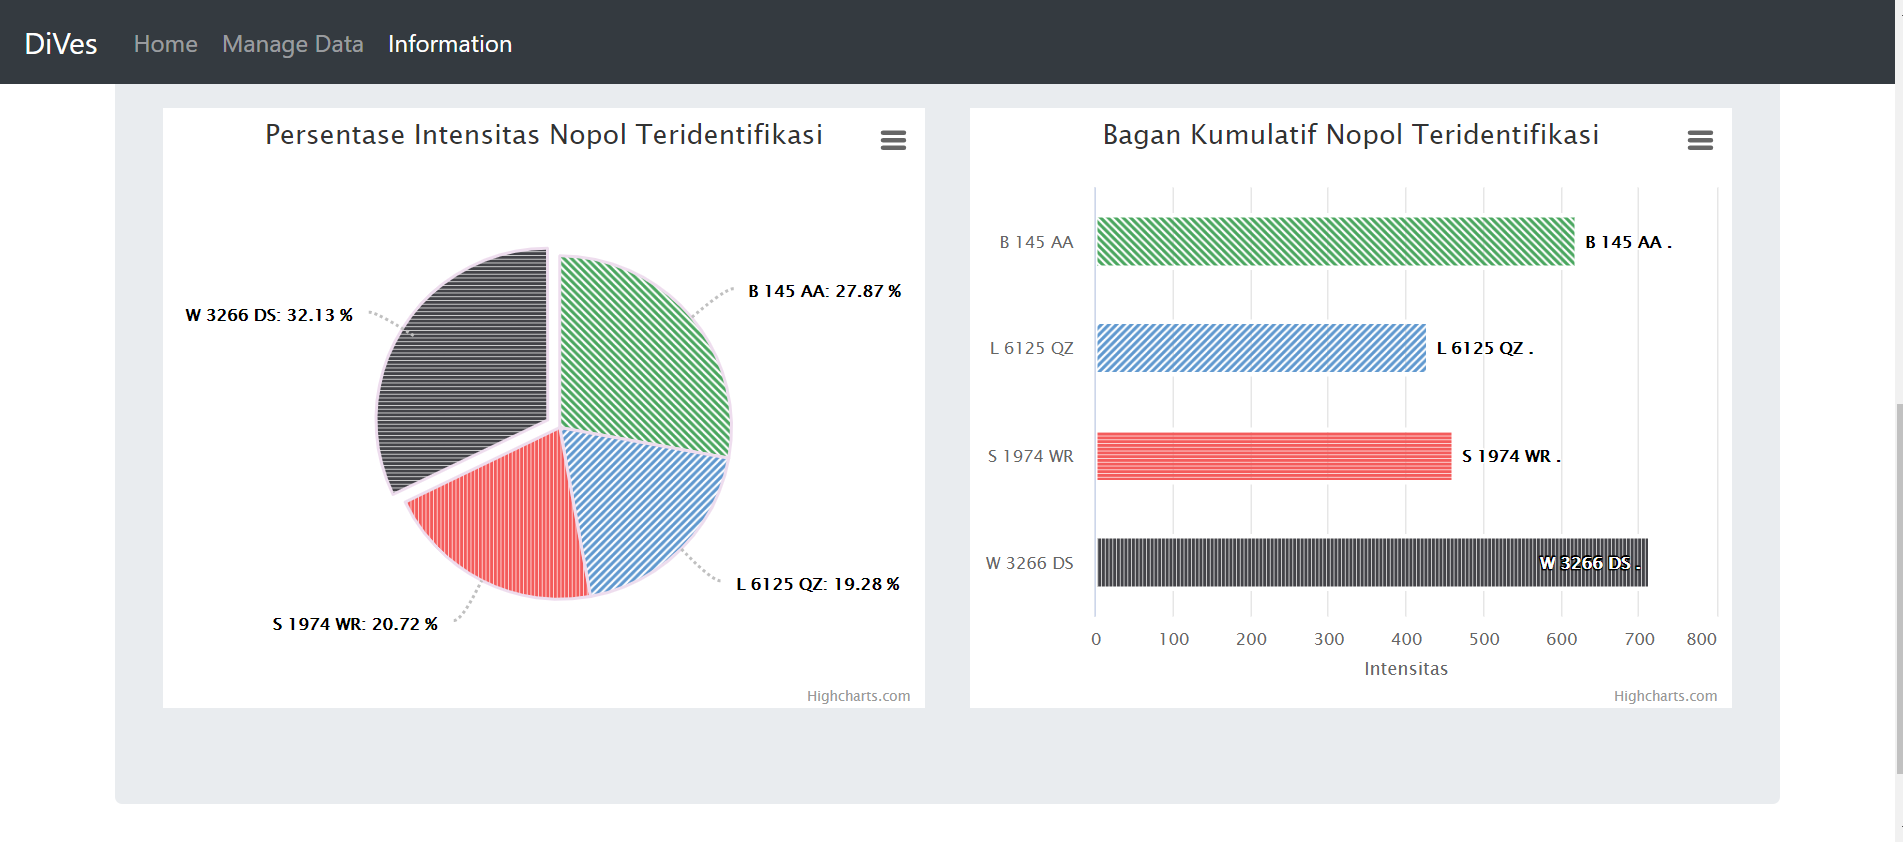 DiVes Home Manage Data Information
Persentase Intensitas Nopol Teridentifikasi
B 145 AA: 27.87 %
W 3266 DS: 32.13 %
L 6125 QZ: 19.28 %
S 1974 WR: 20.72 %
Highcharts.com
Bagan Kumulatif Nopol Teridentifikasi
B 145 AA B 145 AA .
L 6125 QZ L 6125 QZ .
S 1974 WR S 1974 WR .
W 3266 DS W 3266 DS .
0 100 200 300 400 500 600 700 800
Intensitas
Highcharts.com